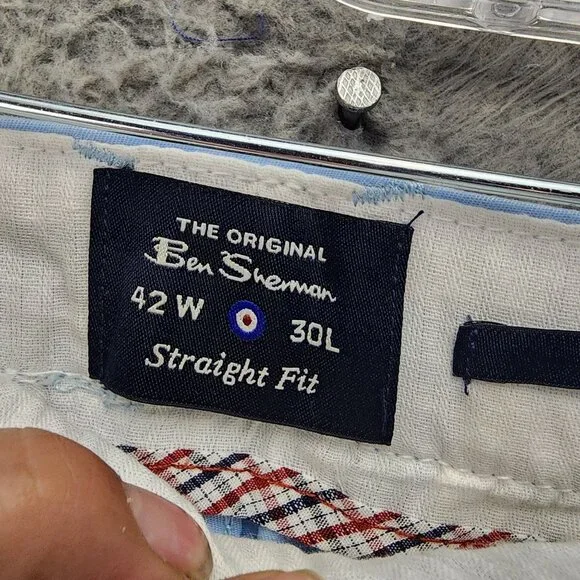 THE ORIGINAL
Ben Sherman
42 W 30L
Straight Fit